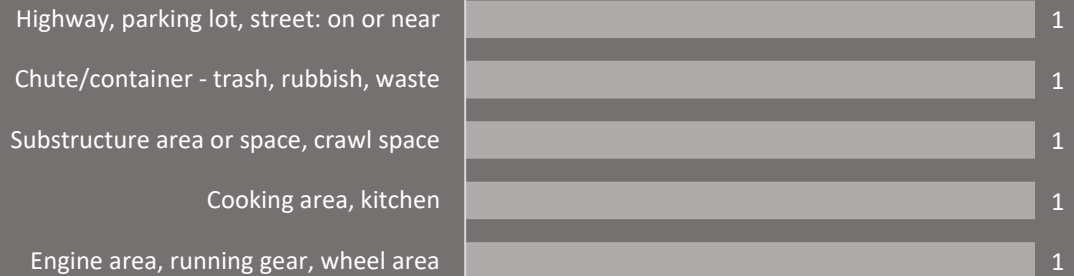 Highway, parking lot, street: on or near 1
Chute/container - trash, rubbish, waste 1
Substructure area or space, crawl space 1
Cooking area, kitchen 1
Engine area, running gear, wheel area 1